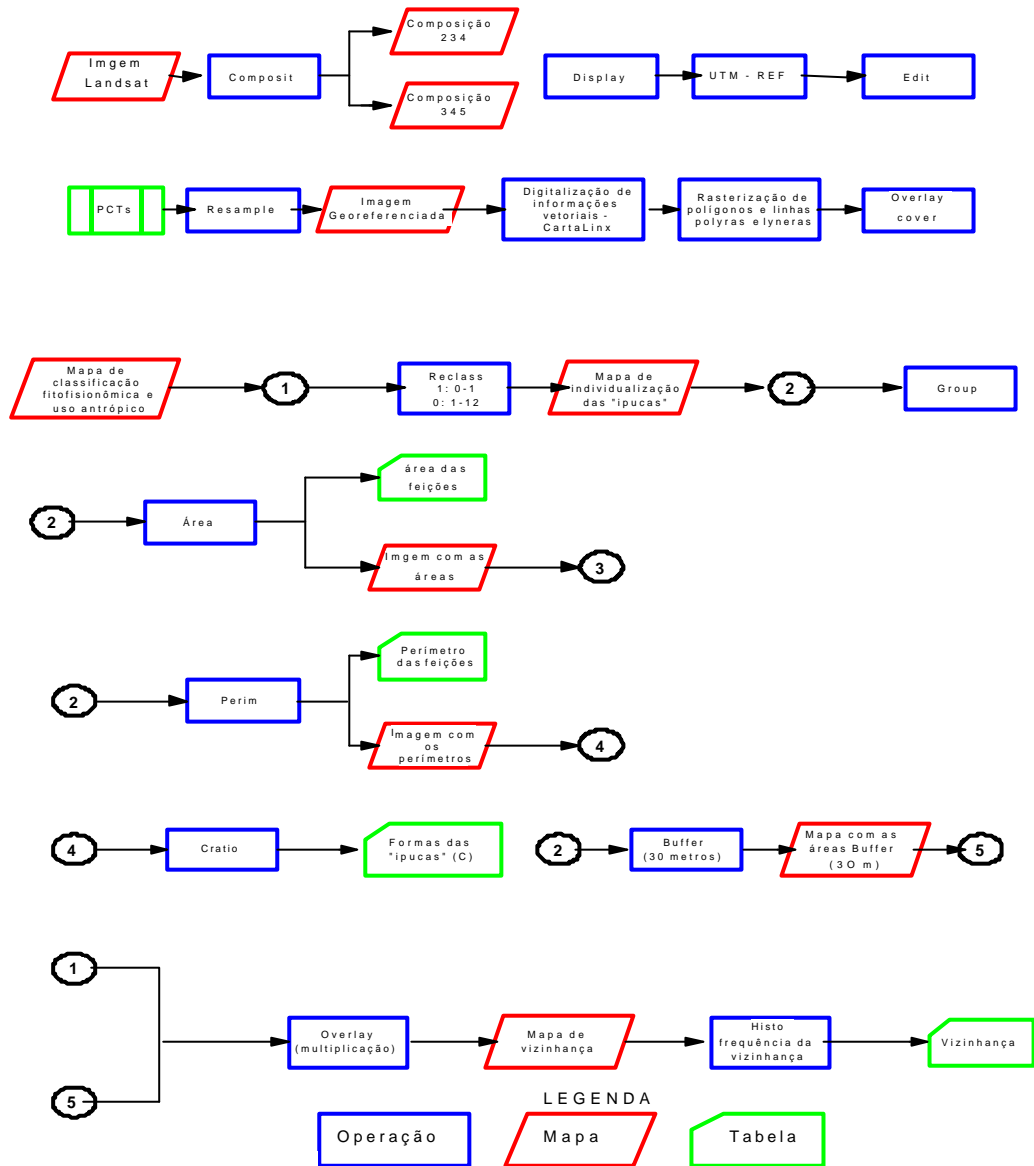 Imgem
Landsat
Composit
Composição
234
Composição
345
Display
UTM - REF
Edit
PCTs
Resample
Imagem
Georeferenciada
Digitalização de
informações
vetoriais -
CartaLinx
Rasterização de
polígonos e linhas
polyras e lyneras
Overlay
cover
Mapa de
classificação
fitofisionômica e
uso antrópico
1
Reclass
1: 0-1
0: 1-12
Mapa de
individualização
das "ipucas"
2
Group
2
Área
área das
feições
Imgem com as
áreas
3
2
Perim
Perímetro
das feições
Imagem com
os
perímetros
4
4
Cratio
Formas das
"ipucas" (C)
2
Buffer
(30 metros)
Mapa com as
áreas Buffer
(3O m)
5
1
5
Overlay
(multiplicação)
Mapa de
vizinhança
Histo
frequência da
vizinhança
Vizinhança
LEGENDA
Operação
Mapa
Tabela